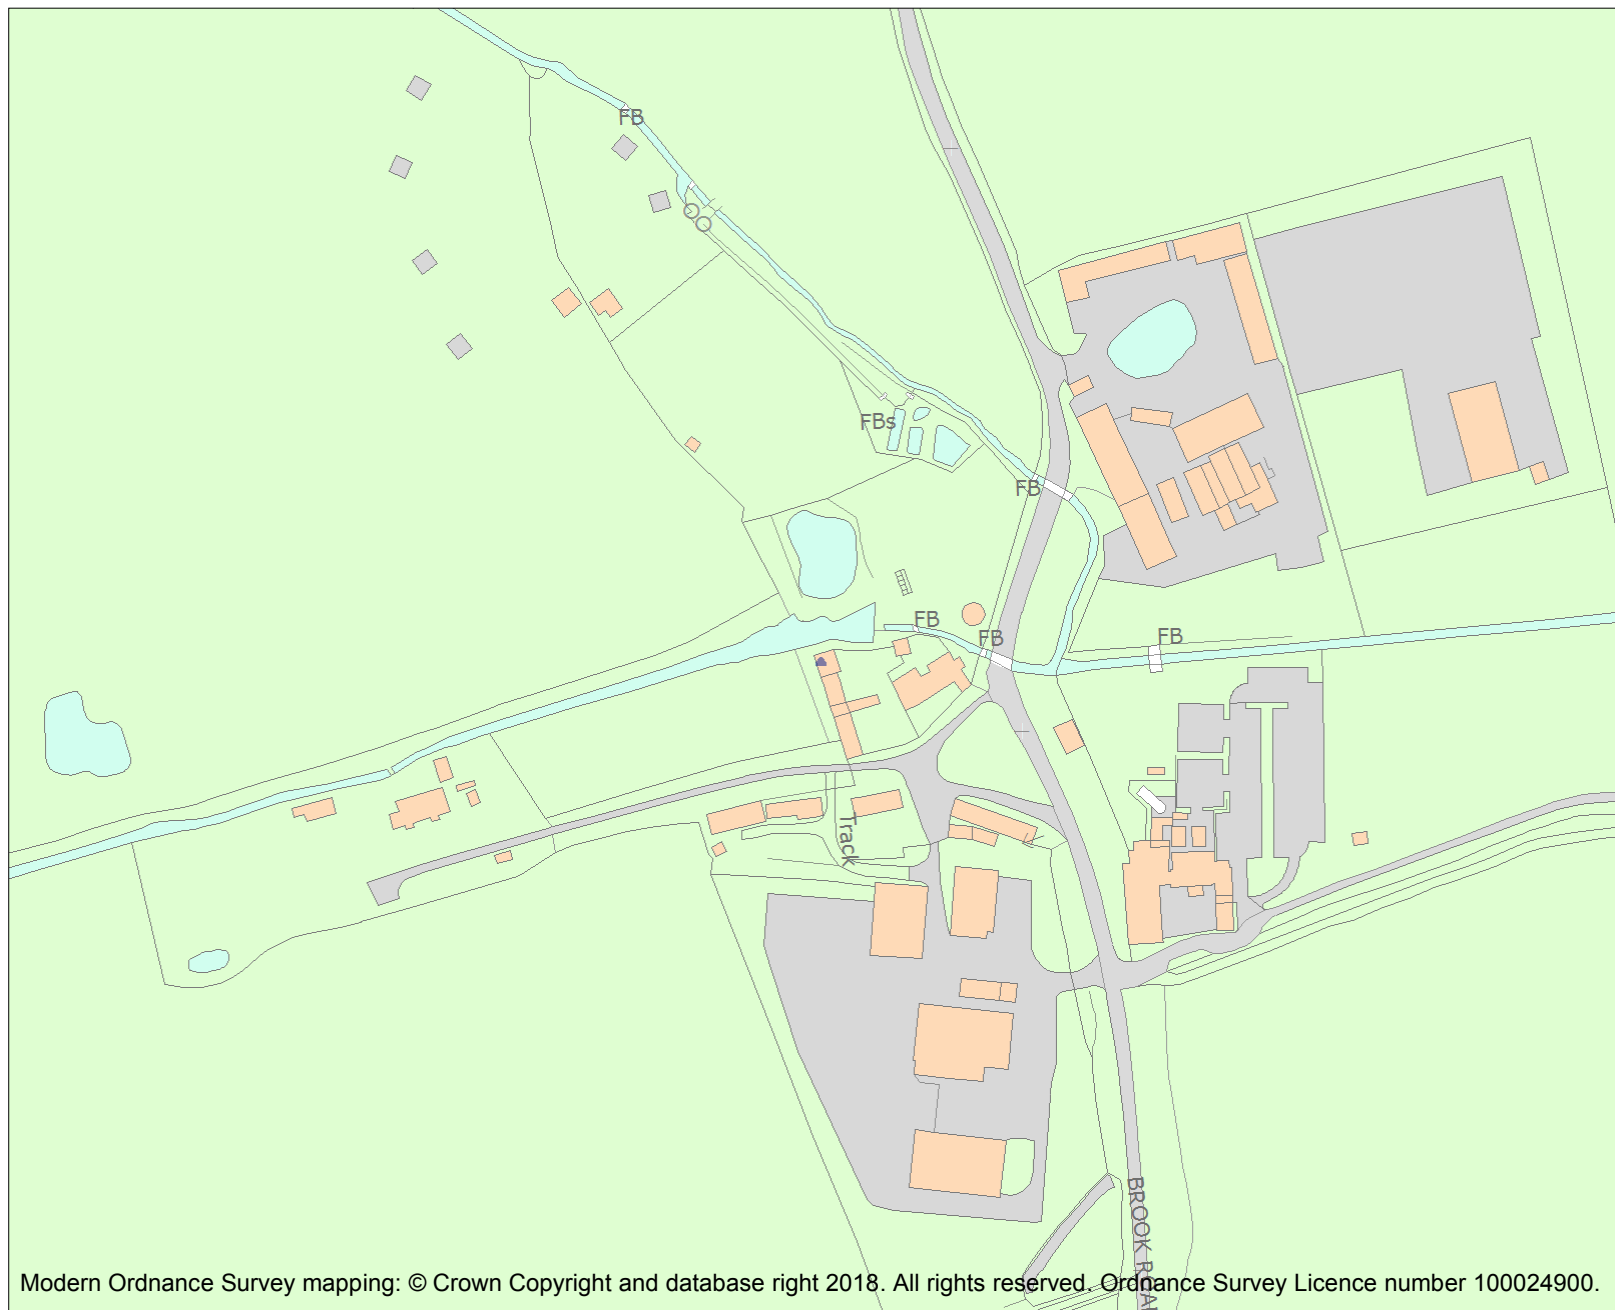 FB
FBs
FB
FB
FB
FB
Track
BROOK ROA
Modern Ordnance Survey mapping: © Crown Copyright and database right 2018. All rights reserved. Ordnance Survey Licence number 100024900.